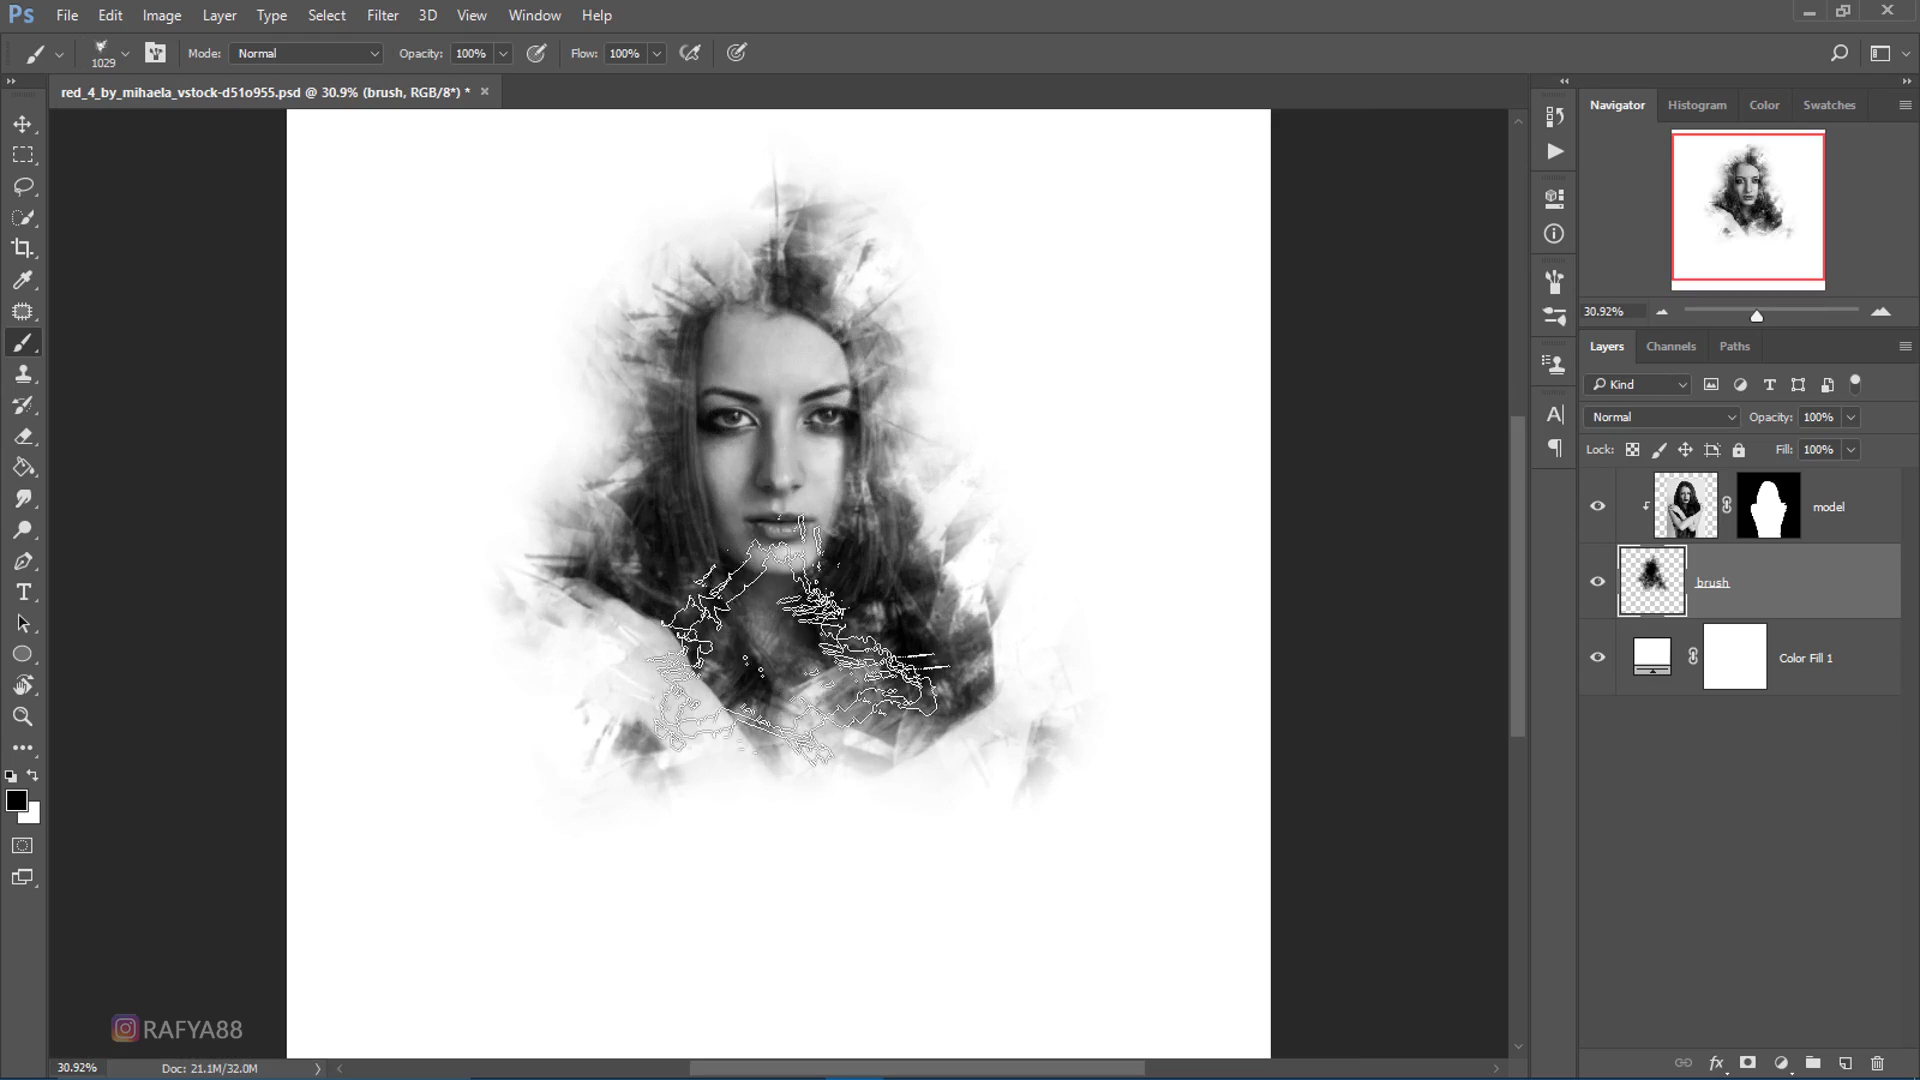 Ps File Edit Image Layer Type Select Filter 3D View Window Help
1029 Mode: Normal Opacity: 100% Flow: 100%
red_4_by_mihaela_vstock-d51o955.psd @ 30.9% (brush, RGB/8*) *
Navigator Histogram Color Swatches
30.92%
Layers Channels Paths
Kind
Normal Opacity: 100%
Lock: Fill: 100%
model
brush
Color Fill 1
RAFYA88
30.92% Doc: 21.1M/32.0M